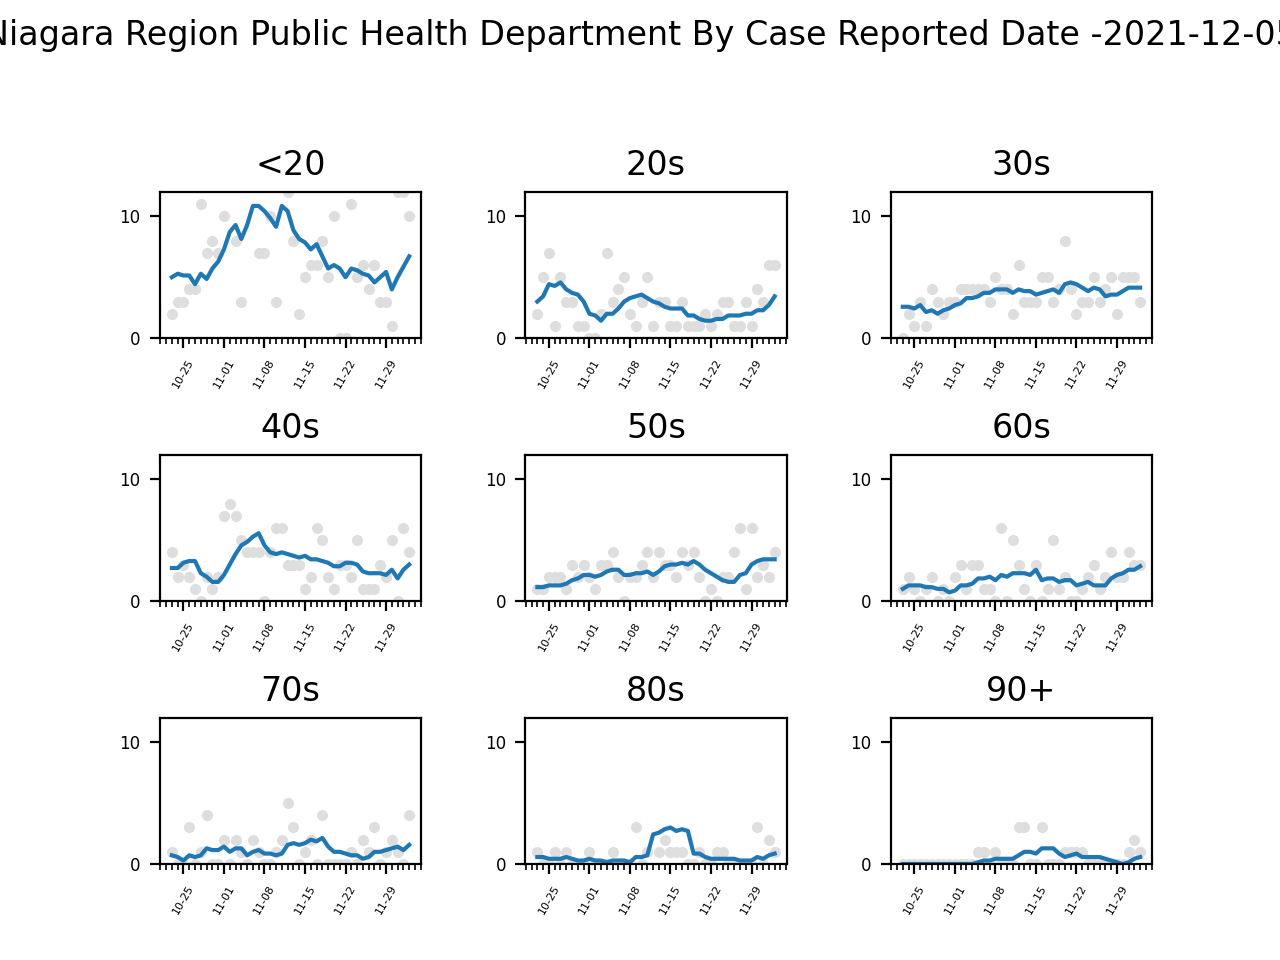 Niagara Region Public Health Department By Case Reported Date -2021-12-05
<20 20s 30s
10 10 10
0 0 0
10-25 11-01 11-08 11-15 11-22 11-29 10-25 11-01 11-08 11-15 11-22 11-29 10-25 11-01 11-08 11-15 11-22 11-29
40s 50s 60s
10 10 10
0 0 0
10-25 11-01 11-08 11-15 11-22 11-29 10-25 11-01 11-08 11-15 11-22 11-29 10-25 11-01 11-08 11-15 11-22 11-29
70s 80s 90+
10 10 10
0 0 0
10-25 11-01 11-08 11-15 11-22 11-29 10-25 11-01 11-08 11-15 11-22 11-29 10-25 11-01 11-08 11-15 11-22 11-29